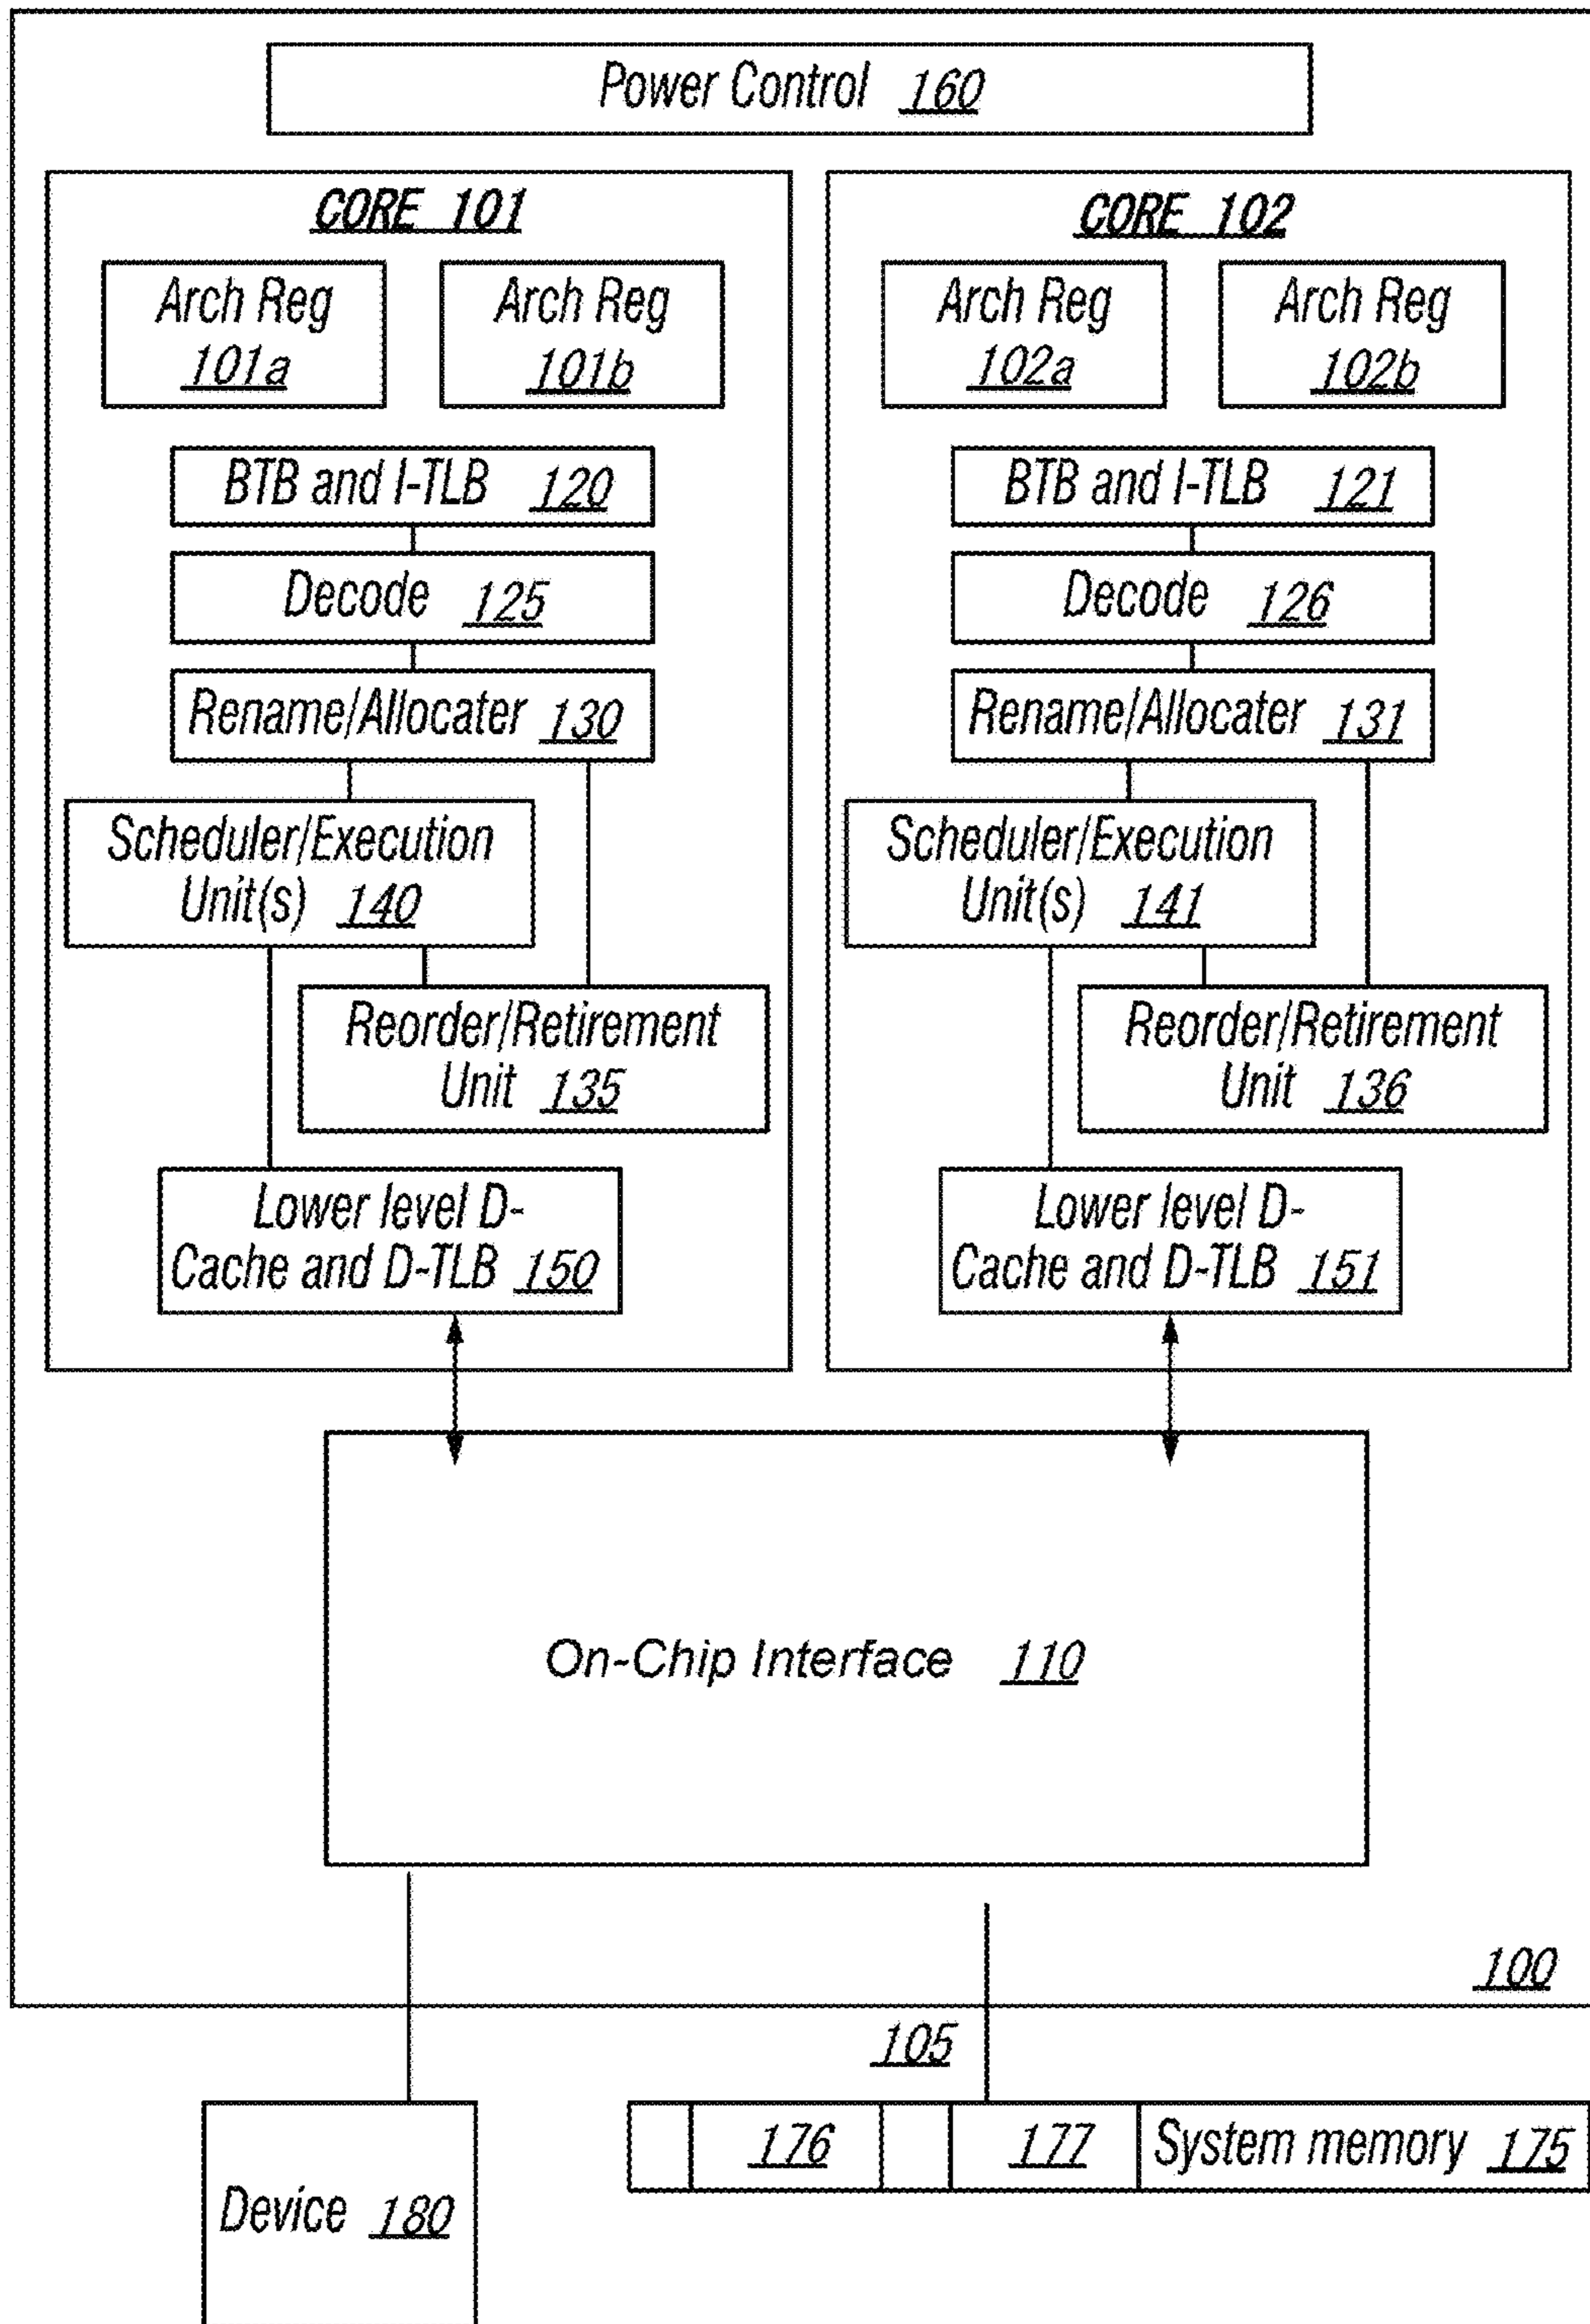 Power Control 160
CORE 101
Arch Reg
101a
Arch Reg
101b
BTB and I-TLB 120
Decode 125
Rename/Allocater 130
Scheduler/Execution
Unit(s) 140
Reorder/Retirement
Unit 135
Lower level D-
Cache and D-TLB 150
CORE 102
Arch Reg
102a
Arch Reg
102b
BTB and I-TLB 121
Decode 126
Rename/Allocater 131
Scheduler/Execution
Unit(s) 141
Reorder/Retirement
Unit 136
Lower level D-
Cache and D-TLB 151
On-Chip Interface 110
100
105
176
177
System memory 175
Device 180